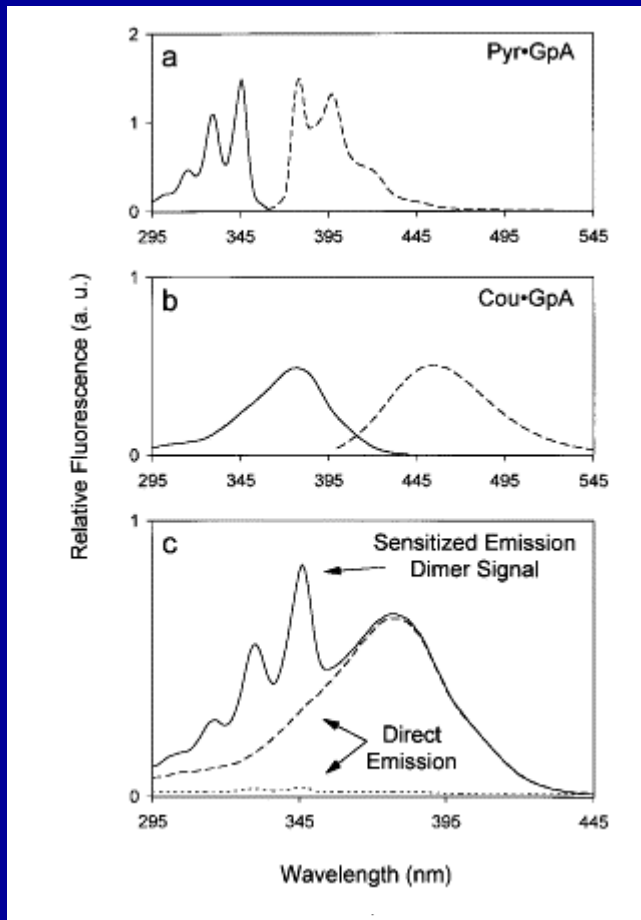 2
a
Pyr•GpA
1
0
295 345 395 445 495 545
1
b
Cou•GpA
0
295 345 395 445 495 545
Relative Fluorescence (a. u.)
1
c
Sensitized Emission
Dimer Signal
Direct
Emission
0
295 345 395 445
Wavelength (nm)